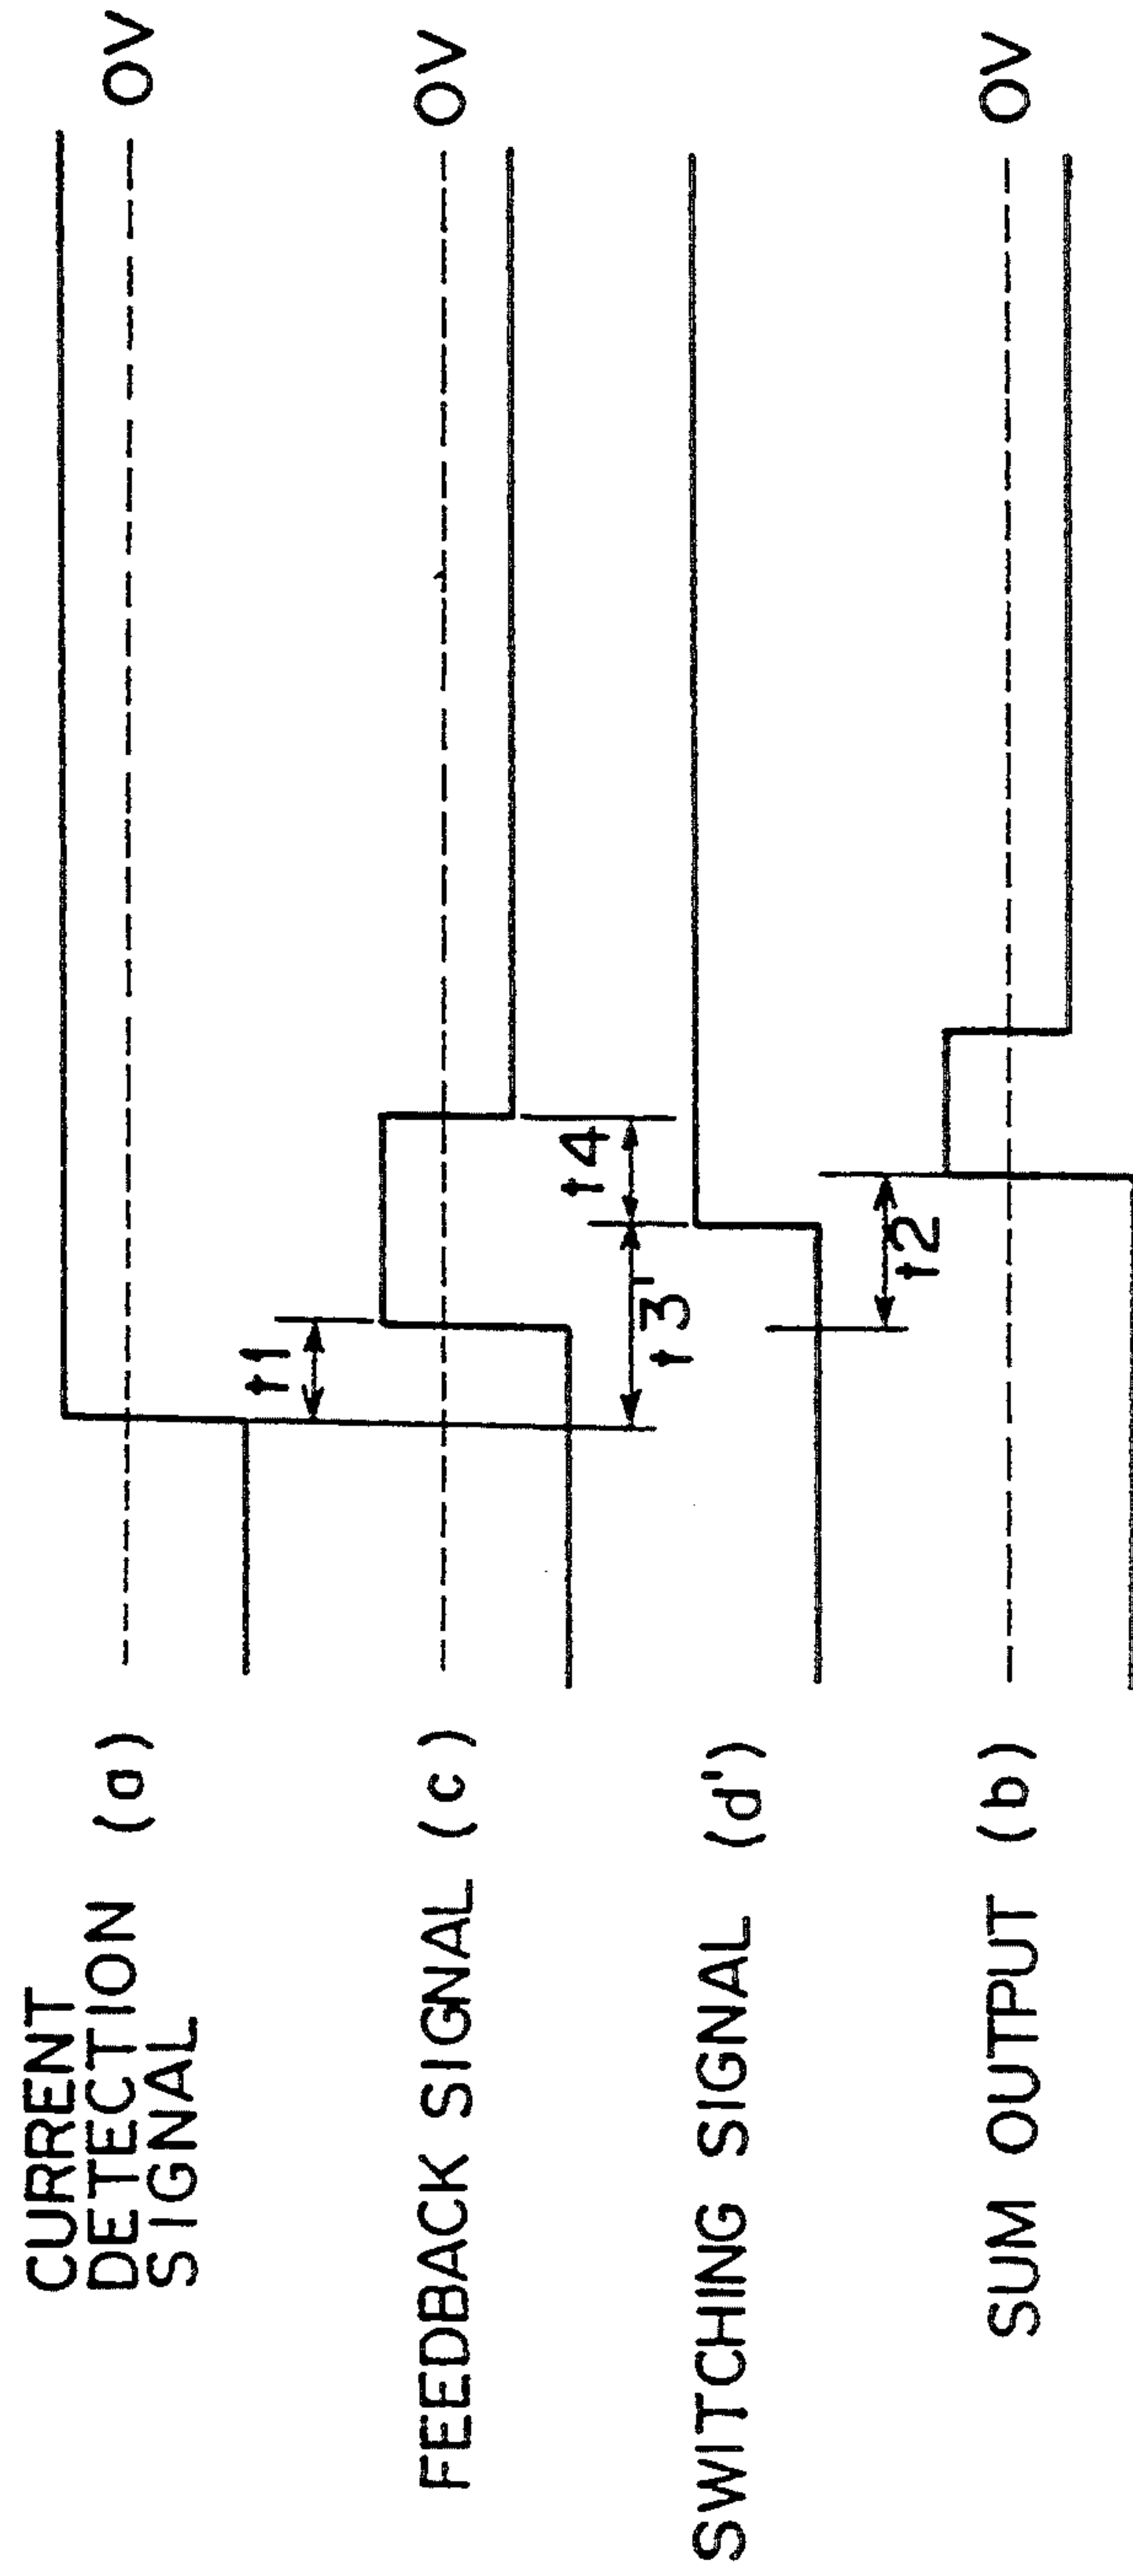 CURRENT
DETECTION (a)
SIGNAL
0V
t1
FEEDBACK SIGNAL (c)
0V
t3'
t4
SWITCHING SIGNAL (d')
t2
SUM OUTPUT (b)
0V